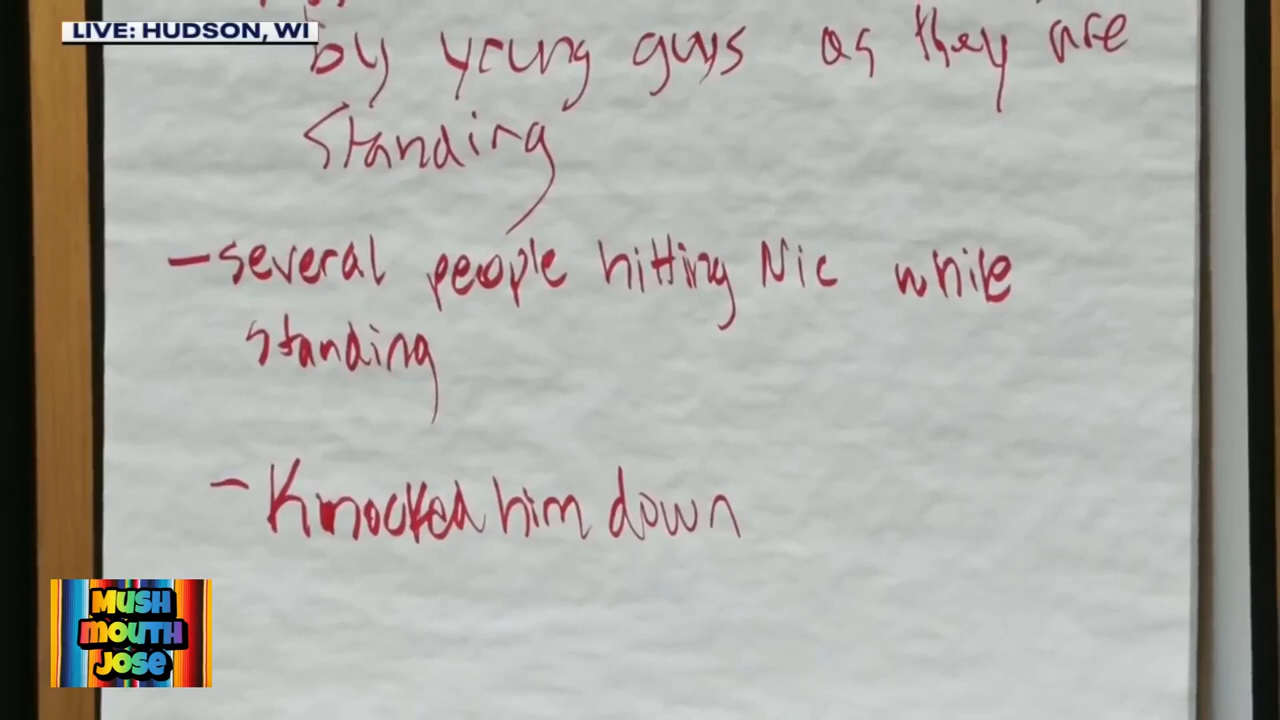 LIVE: HUDSON, WI
by young guys as they are
standing
- several people hitting Nic while
standing
- Knocked him down
MUSH
MOUTH
JOSE